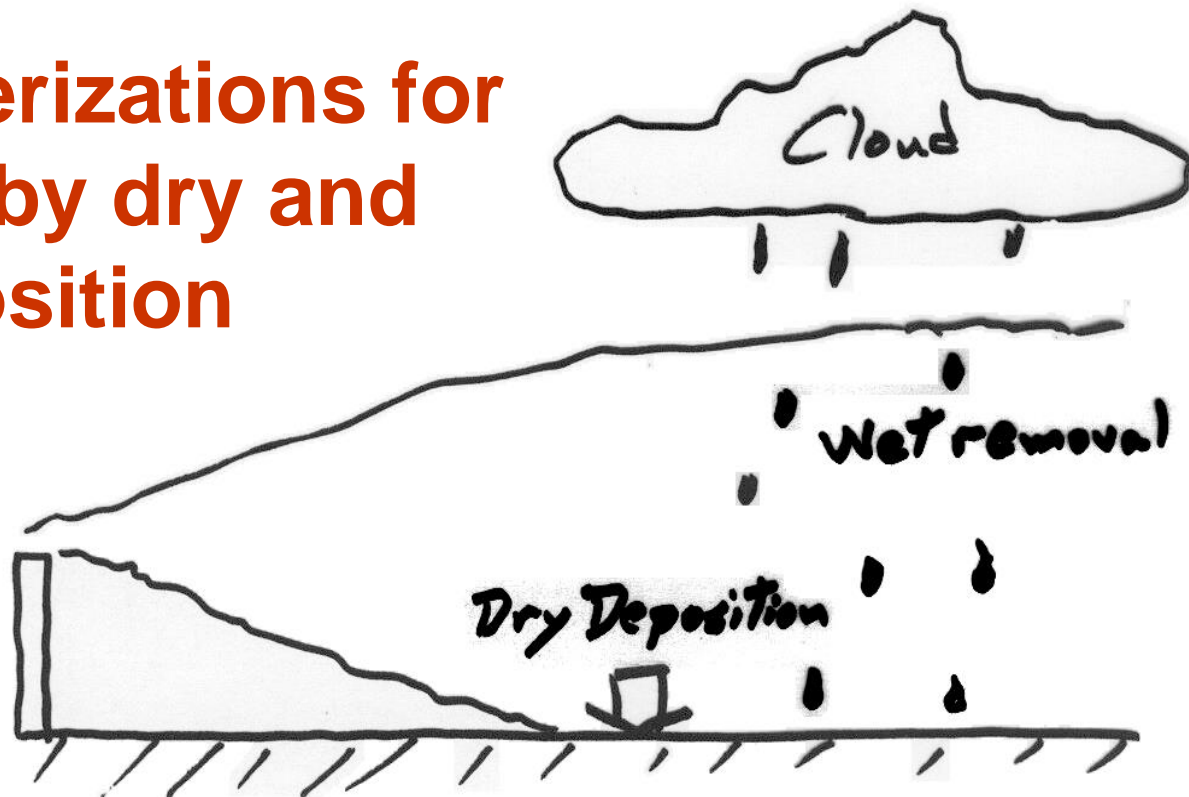 erizations for
by dry and
osition
Cloud
Wet removal
Dry Deposition